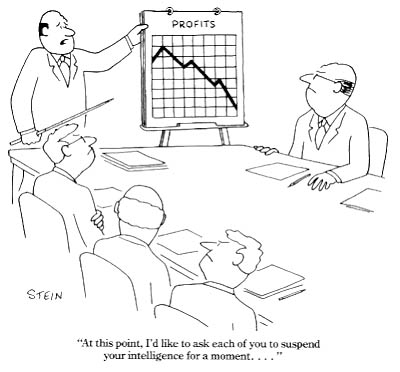 PROFITS
STEIN
“At this point, I’d like to ask each of you to suspend
your intelligence for a moment. . . . ”